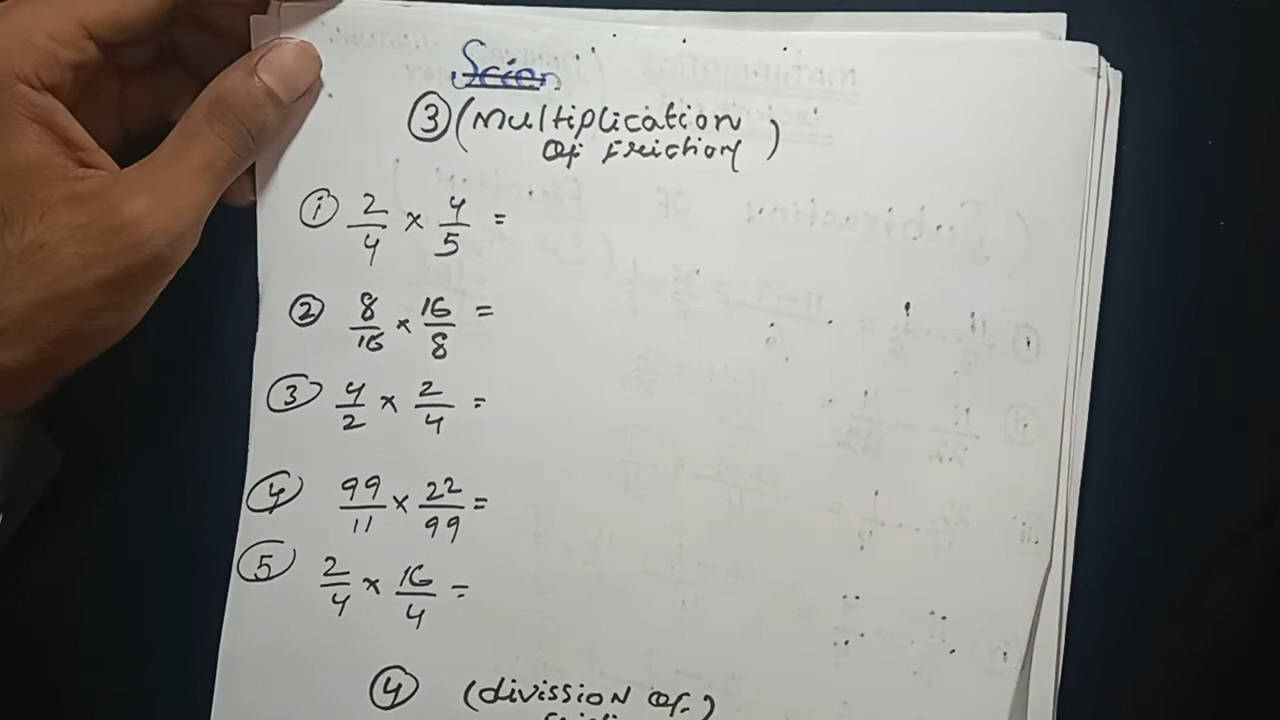 Scien
③ (Multiplication
Of Friction)
① 2/4 × 4/5 =
② 8/16 × 16/8 =
③ 4/2 × 2/4 =
④ 99/11 × 22/99 =
⑤ 2/4 × 16/4 =
④ (divission Of.)